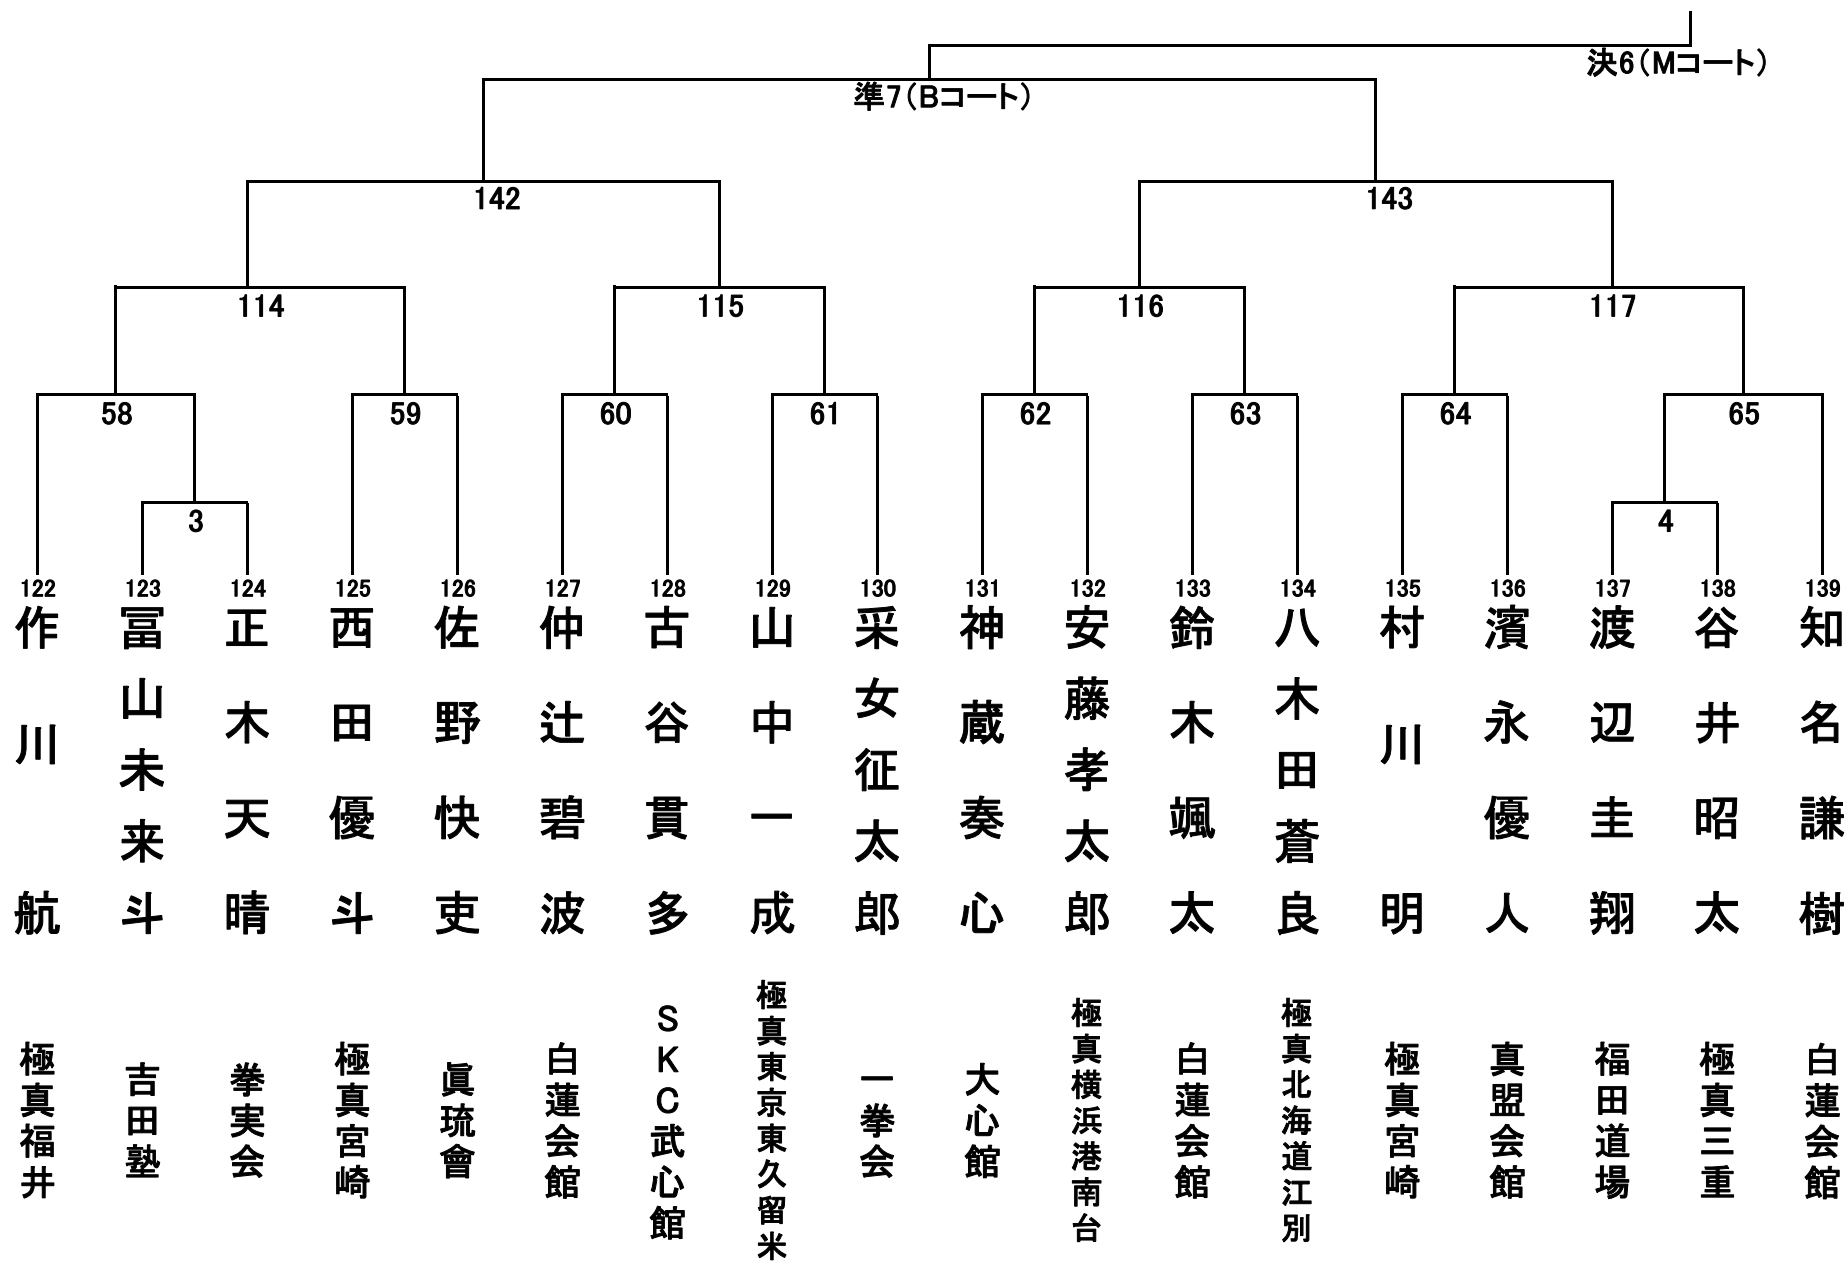 決6(Mコート)
準7(Bコート)
142
143
114
115
116
117
58
59
60
61
62
63
64
65
3
4
122
作川航
極真福井
123
冨山未来斗
吉田塾
124
正木天晴
拳実会
125
西田優斗
極真宮崎
126
佐野快吏
眞琉會
127
仲辻碧波
白蓮会館
128
古谷貫多
SKC武心館
129
山中一成
極真東京東久留米
130
采女征太郎
一拳会
131
神蔵奏心
大心館
132
安藤孝太郎
極真横浜港南台
133
鈴木颯太
白蓮会館
134
八木田蒼良
極真北海道江別
135
村川明
極真宮崎
136
濱永優人
真盟会館
137
渡辺圭翔
福田道場
138
谷井昭太
極真三重
139
知名謙樹
白蓮会館